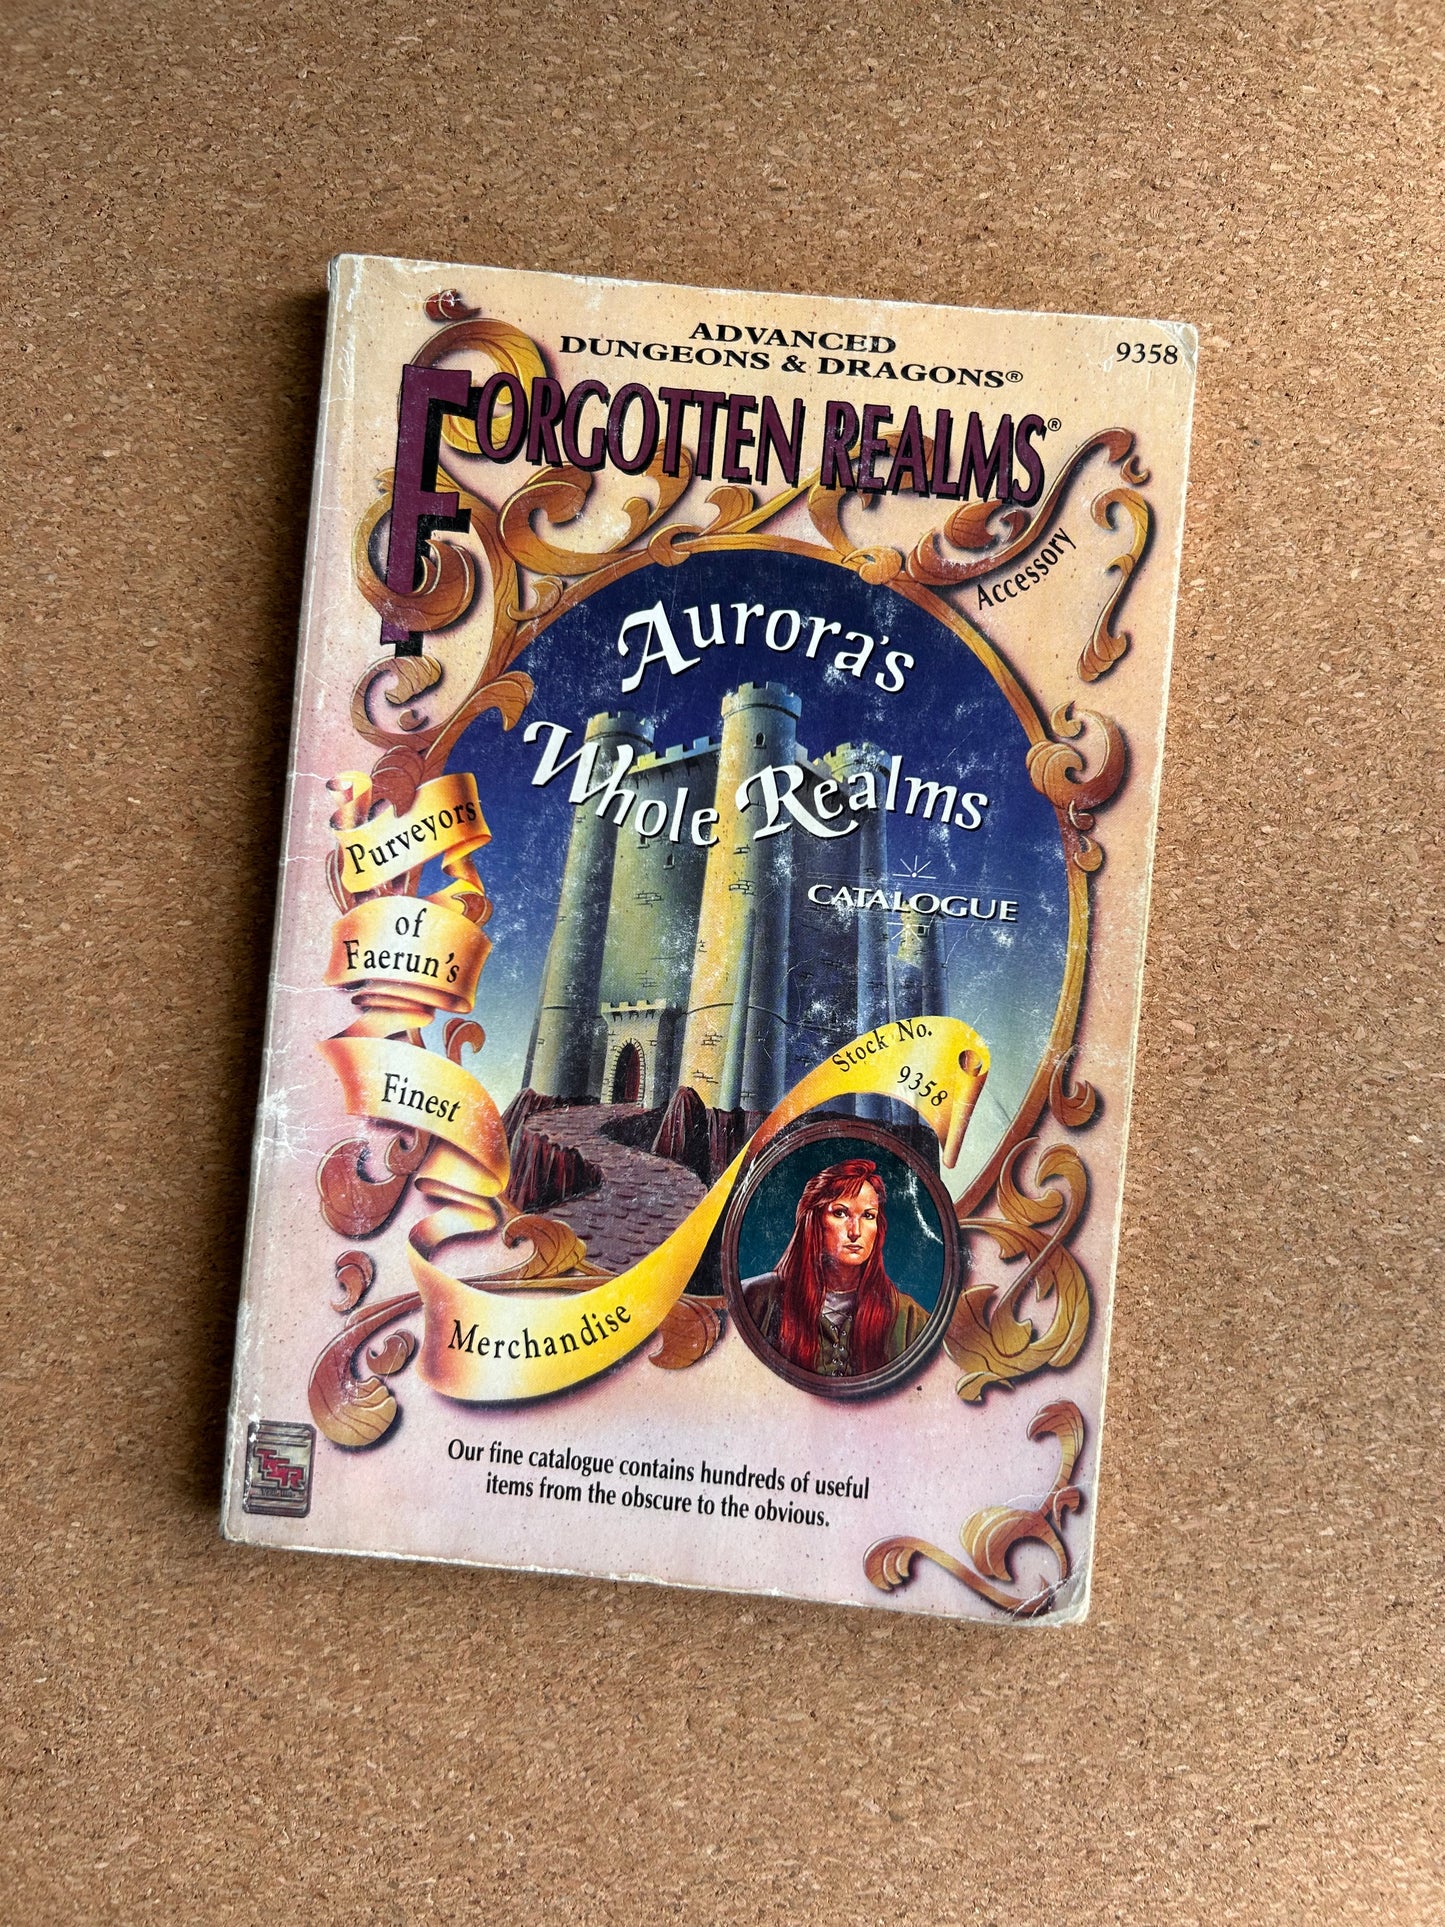 ADVANCED
DUNGEONS & DRAGONS®
9358
FORGOTTEN REALMS®
Accessory
Aurora's
Whole Realms
CATALOGUE
Purveyors
of
Faerun's
Finest
Merchandise
Stock No.
9358
TSR
Our fine catalogue contains hundreds of useful
items from the obscure to the obvious.